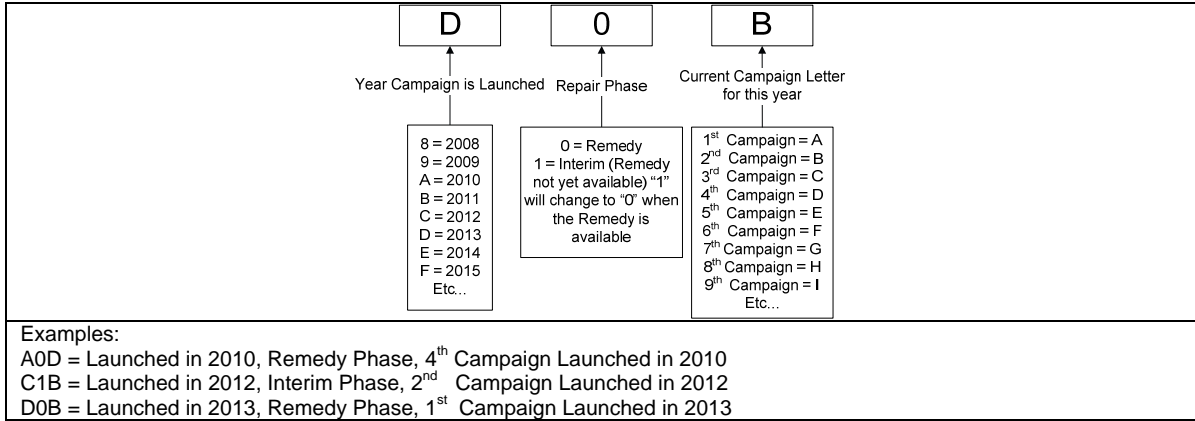 D 0 B
Year Campaign is Launched
Repair Phase
Current Campaign Letter
for this year
8 = 2008
9 = 2009
A = 2010
B = 2011
C = 2012
D = 2013
E = 2014
F = 2015
Etc...
0 = Remedy
1 = Interim (Remedy
not yet available) “1”
will change to “0” when
the Remedy is
available
1st Campaign = A
2nd Campaign = B
3rd Campaign = C
4th Campaign = D
5th Campaign = E
6th Campaign = F
7th Campaign = G
8th Campaign = H
9th Campaign = I
Etc...
Examples:
A0D = Launched in 2010, Remedy Phase, 4th Campaign Launched in 2010
C1B = Launched in 2012, Interim Phase, 2nd Campaign Launched in 2012
D0B = Launched in 2013, Remedy Phase, 1st Campaign Launched in 2013